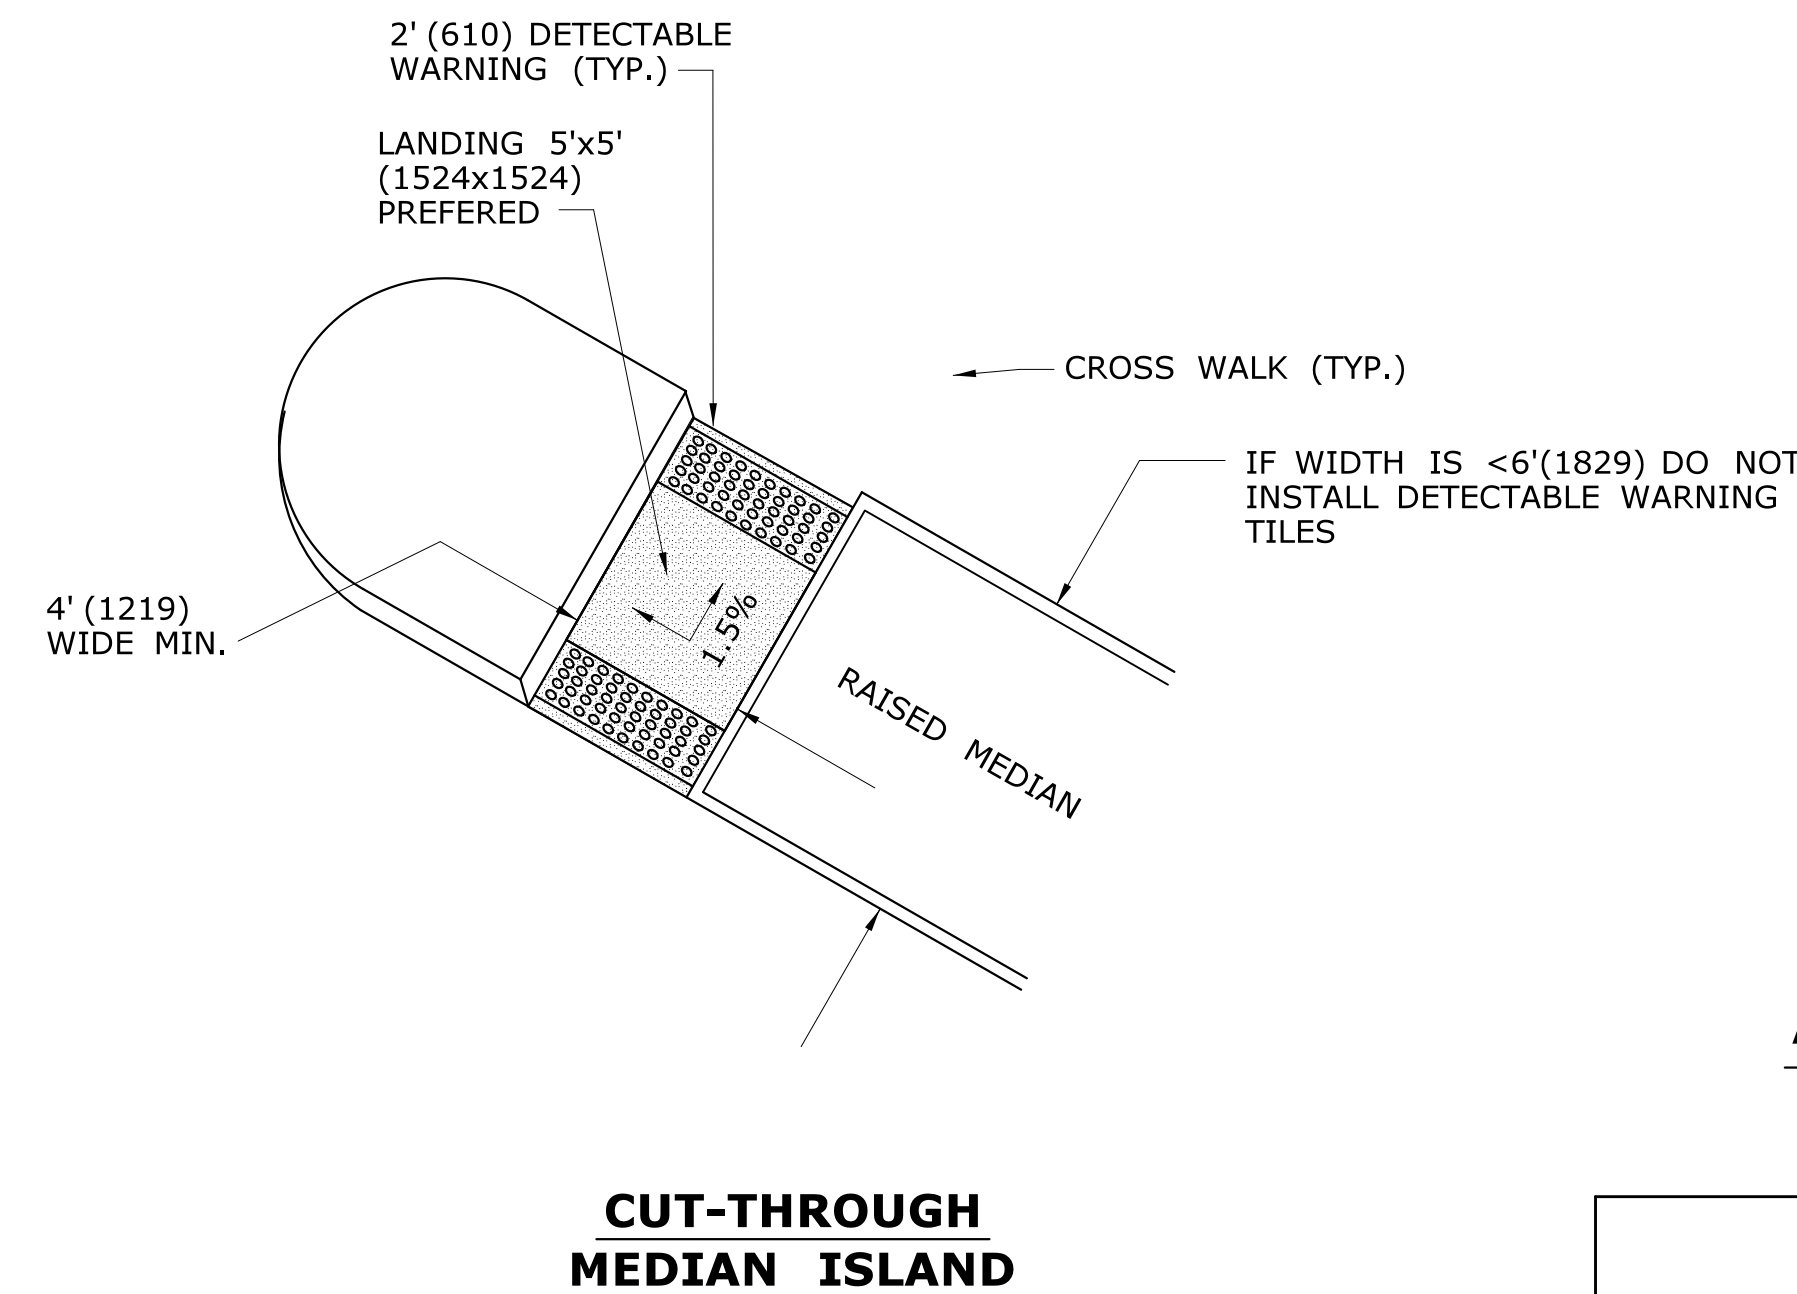 2' (610) DETECTABLE
WARNING (TYP.)
LANDING 5'x5'
(1524x1524)
PREFERED
CROSS WALK (TYP.)
IF WIDTH IS <6'(1829) DO NOT
INSTALL DETECTABLE WARNING
TILES
4' (1219)
WIDE MIN.
1.5%
RAISED MEDIAN
CUT-THROUGH
MEDIAN ISLAND